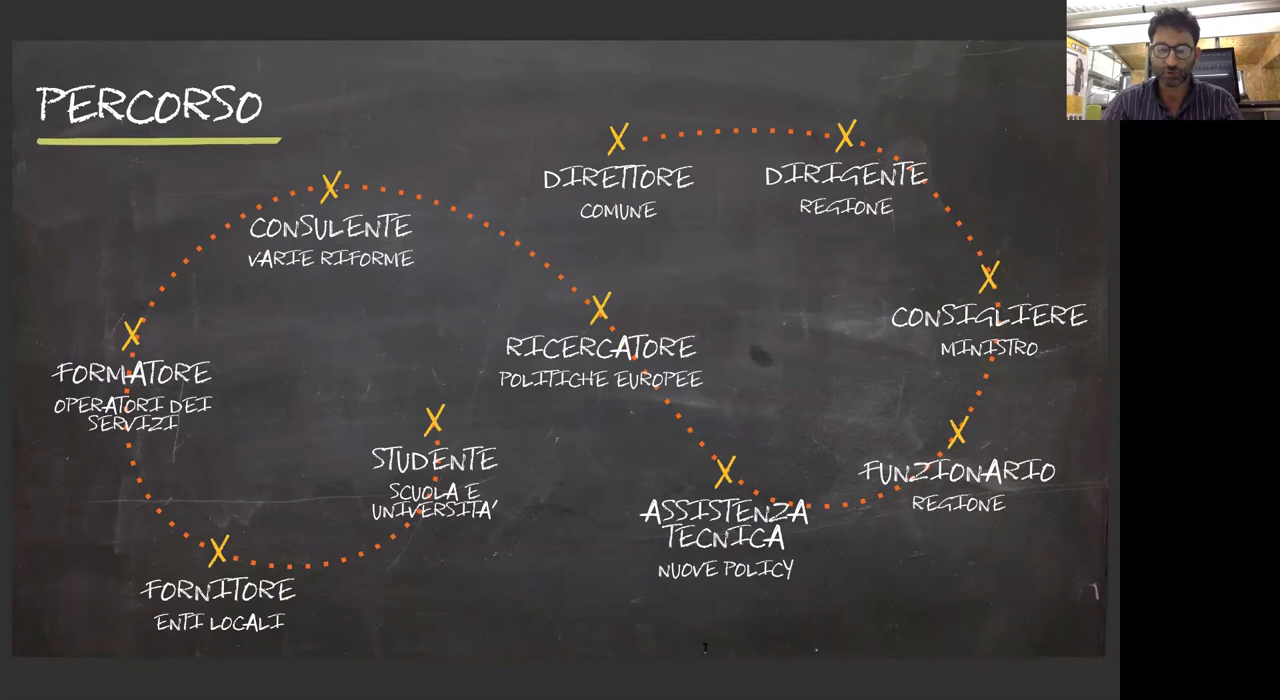 PERCORSO
DIRETTORE
COMUNE
DIRIGENTE
REGIONE
CONSULENTE
VARIE RIFORME
CONSIGLIERE
MINISTRO
RICERCATORE
POLITICHE EUROPEE
FORMATORE
OPERATORI DEI
SERVIZI
STUDENTE
SCUOLA E
UNIVERSITA'
FUNZIONARIO
REGIONE
ASSISTENZA
TECNICA
NUOVE POLICY
FORNITORE
ENTI LOCALI